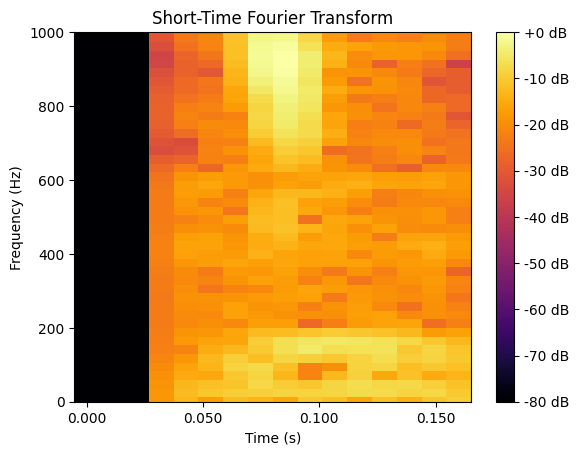 Short-Time Fourier Transform
Frequency (Hz)
1000
800
600
400
200
0
0.000
0.050
0.100
0.150
Time (s)
+0 dB
-10 dB
-20 dB
-30 dB
-40 dB
-50 dB
-60 dB
-70 dB
-80 dB